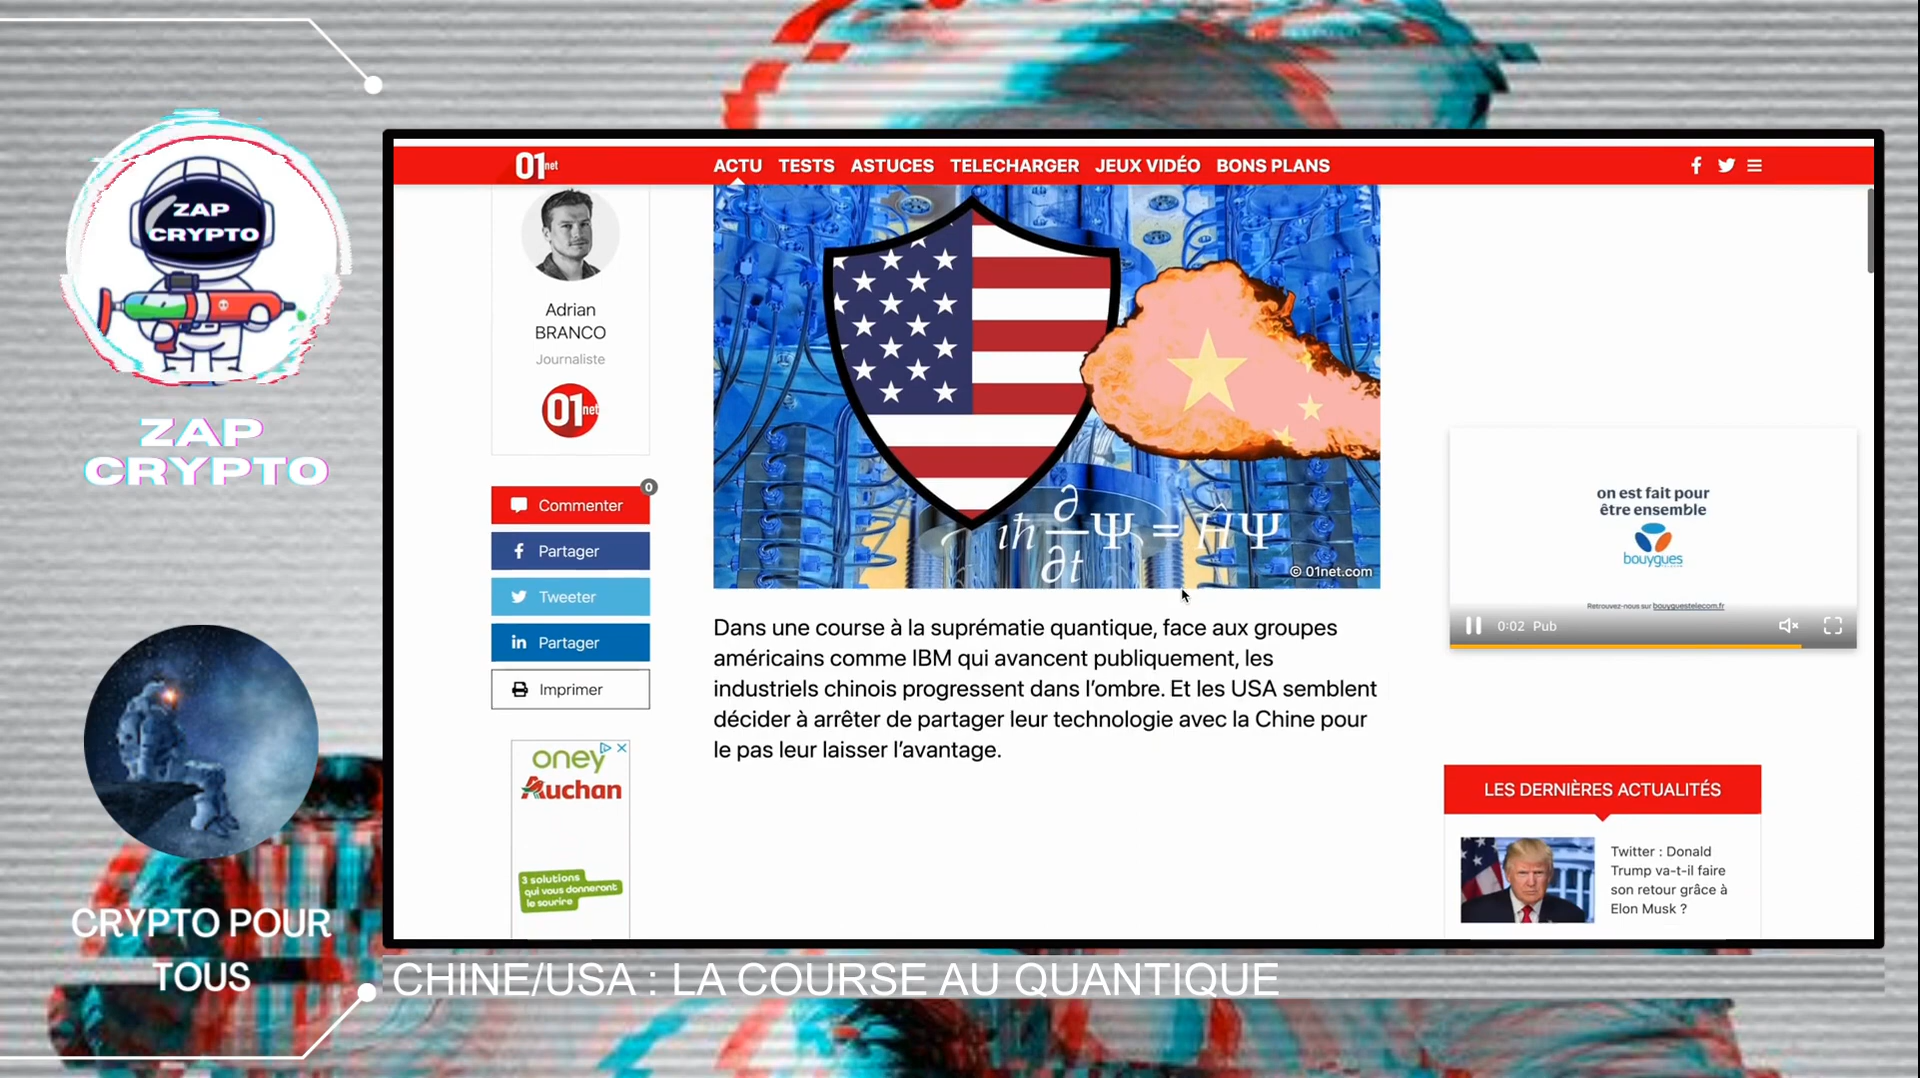 ZAP
CRYPTO
ZAP
CRYPTO
CRYPTO POUR
TOUS
01net
ACTU TESTS ASTUCES TELECHARGER JEUX VIDÉO BONS PLANS
Adrian
BRANCO
Journaliste
01net
0
Commenter
Partager
Tweeter
Partager
Imprimer
oney
Auchan
3 solutions
qui vous donneront
le sourire
iħ ∂/∂t Ψ = ĤΨ
© 01net.com
Dans une course à la suprématie quantique, face aux groupes
américains comme IBM qui avancent publiquement, les
industriels chinois progressent dans l’ombre. Et les USA semblent
décider à arrêter de partager leur technologie avec la Chine pour
le pas leur laisser l’avantage.
on est fait pour
être ensemble
bouygues
Retrouvez-nous sur bouyguestelecom.fr
0:02 Pub
LES DERNIÈRES ACTUALITÉS
Twitter : Donald
Trump va-t-il faire
son retour grâce à
Elon Musk ?
CHINE/USA : LA COURSE AU QUANTIQUE